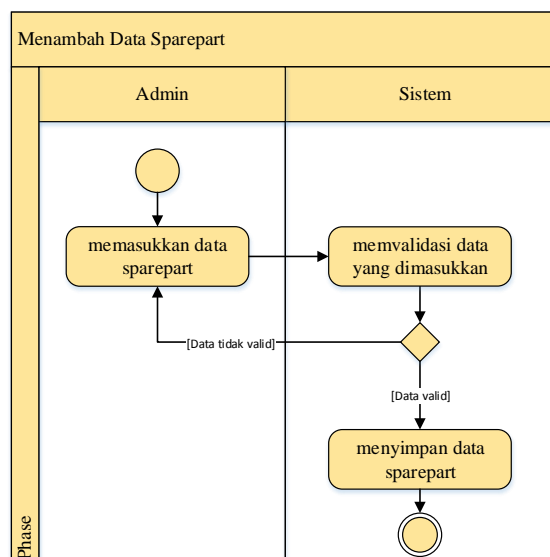 Menambah Data Sparepart
Admin
Sistem
memasukkan data
sparepart
memvalidasi data
yang dimasukkan
[Data tidak valid]
[Data valid]
menyimpan data
sparepart
Phase